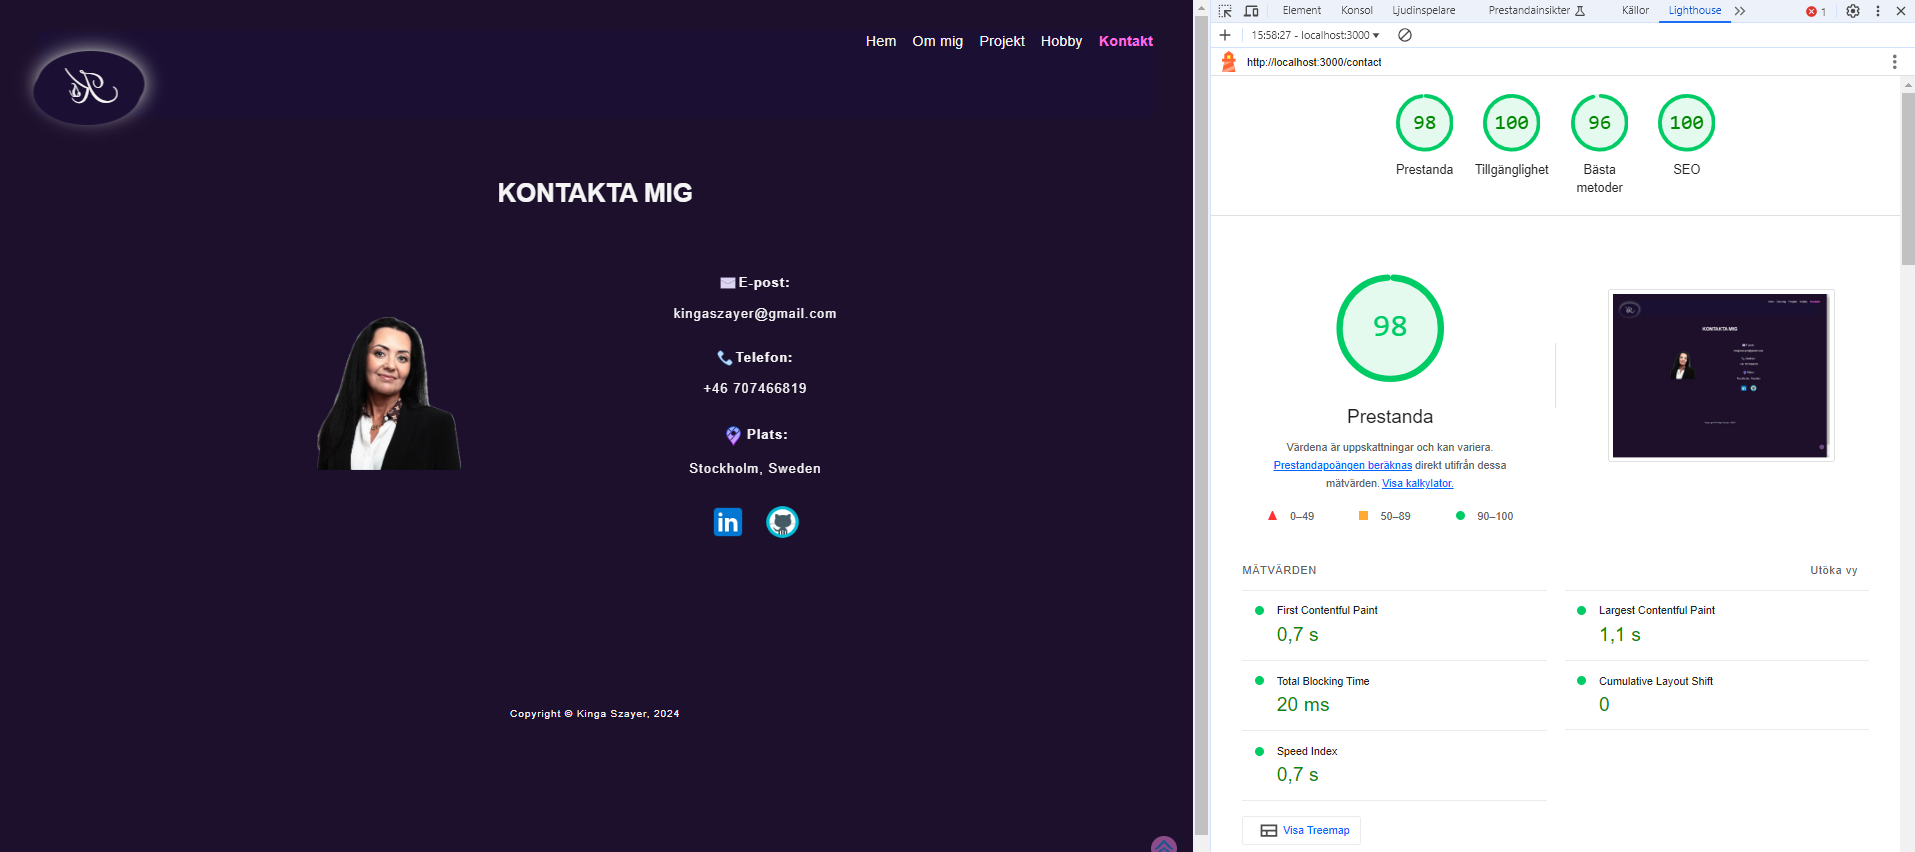 Hem Om mig Projekt Hobby Kontakt
KONTAKTA MIG
E-post:
kingaszayer@gmail.com
Telefon:
+46 707466819
Plats:
Stockholm, Sweden
in
Copyright © Kinga Szayer, 2024
Element Konsol Ljudinspelare Prestandainsikter Källor Lighthouse 1
15:58:27 - localhost:3000
http://localhost:3000/contact
98 100 96 100
Prestanda Tillgänglighet Bästa metoder SEO
98
Prestanda
Värdena är uppskattningar och kan variera.
Prestandapoängen beräknas direkt utifrån dessa
mätvärden. Visa kalkylator.
0–49 50–89 90–100
KONTAKTA MIG
MÄTVÄRDEN Utöka vy
First Contentful Paint
0,7 s
Largest Contentful Paint
1,1 s
Total Blocking Time
20 ms
Cumulative Layout Shift
0
Speed Index
0,7 s
Visa Treemap